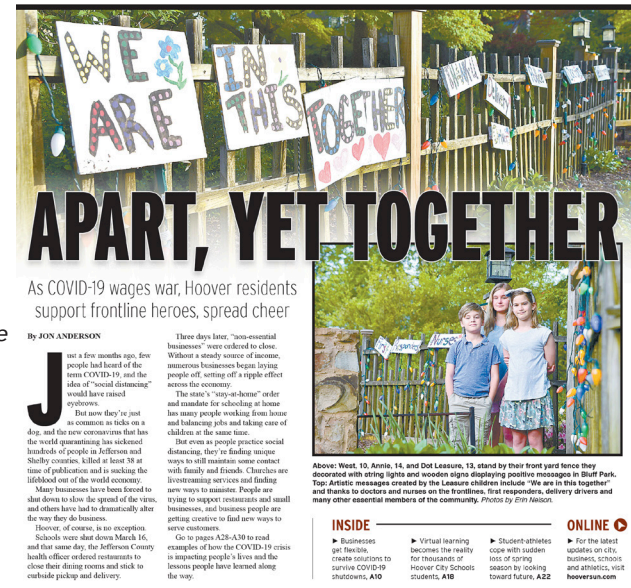 WE ARE
IN THIS
TOGETHER
APART, YET TOGETHER
As COVID-19 wages war, Hoover residents
support frontline heroes, spread cheer
e
By JON ANDERSON
Just a few months ago, few
people had heard of the
term COVID-19, and the
idea of “social distancing”
would have raised
eyebrows.
But now they’re just
as common as ticks on a
dog, and the new coronavirus that has
the world quarantining has sickened
hundreds of people in Jefferson and
Shelby counties, killed at least 38 at
time of publication and is sucking the
lifeblood out of the world economy.
Many businesses have been forced to
shut down to slow the spread of the virus,
and others have had to dramatically alter
the way they do business.
Hoover, of course, is no exception.
Schools were shut down March 16,
and that same day, the Jefferson County
health officer ordered restaurants to
close their dining rooms and stick to
curbside pickup and delivery.
Three days later, “non-essential
businesses” were ordered to close.
Without a steady source of income,
numerous businesses began laying
people off, setting off a ripple effect
across the economy.
The state’s “stay-at-home” order
and mandate for schooling at home
has many people working from home
and balancing jobs and taking care of
children at the same time.
But even as people practice social
distancing, they’re finding unique
ways to still maintain some contact
with family and friends. Churches are
livestreaming services and finding
new ways to minister. People are
trying to support restaurants and small
businesses, and business people are
getting creative to find new ways to
serve customers.
Go to pages A28-A30 to read
examples of how the COVID-19 crisis
is impacting people’s lives and the
lessons people have learned along
the way.
Nurses
Above: West, 10, Annie, 14, and Dot Leasure, 13, stand by their front yard fence they
decorated with string lights and wooden signs displaying positive messages in Bluff Park.
Top: Artistic messages created by the Leasure children include “We are in this together”
and thanks to doctors and nurses on the frontlines, first responders, delivery drivers and
many other essential members of the community. Photos by Erin Nelson.
INSIDE
► Businesses
get flexible,
create solutions to
survive COVID-19
shutdowns, A10
► Virtual learning
becomes the reality
for thousands of
Hoover City Schools
students, A18
► Student-athletes
cope with sudden
loss of spring
season by looking
toward future, A22
ONLINE
► For the latest
updates on city,
business, schools
and athletics, visit
hooversun.com